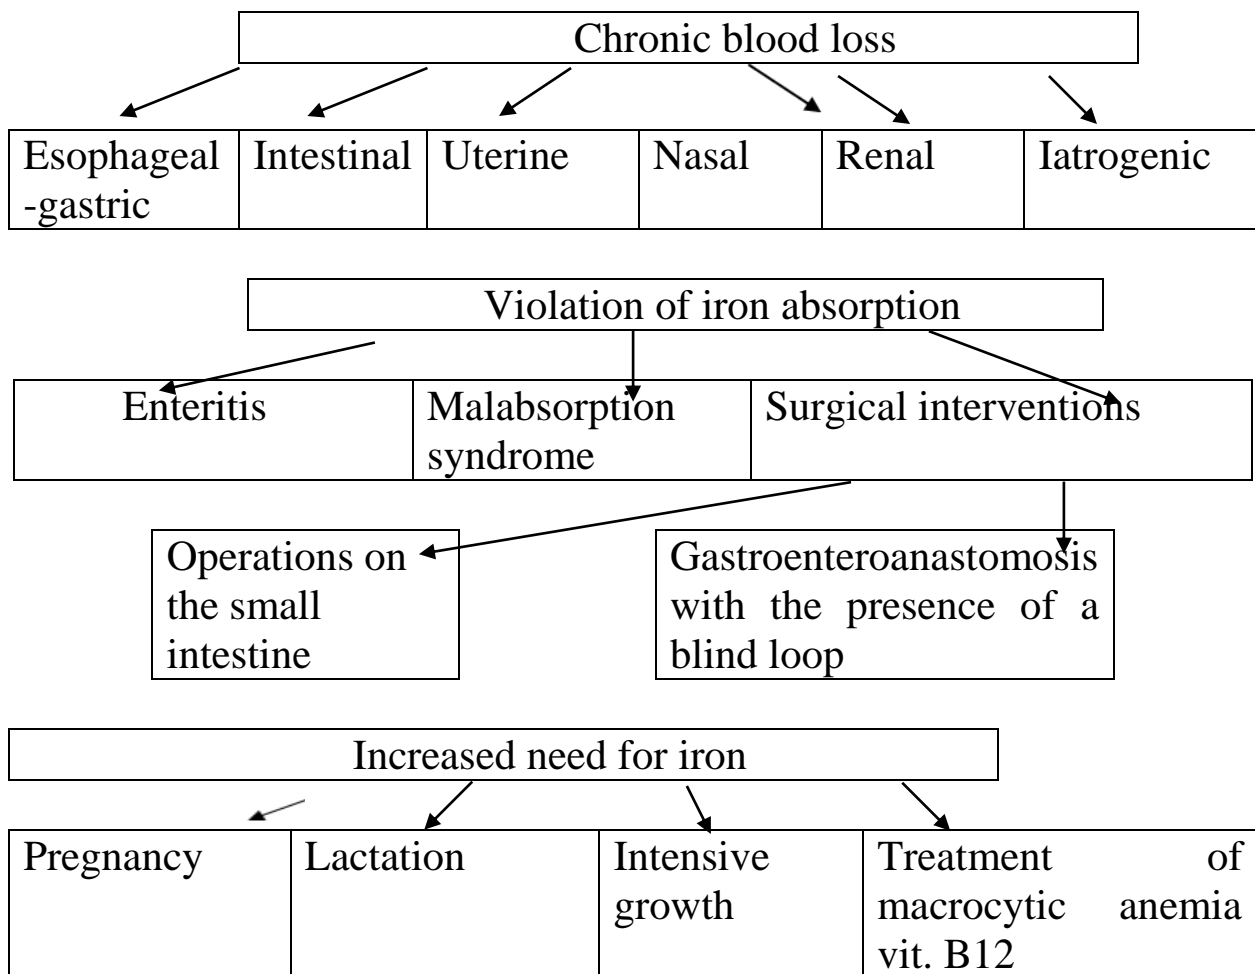 Chronic blood loss
Esophageal
-gastric
Intestinal
Uterine
Nasal
Renal
Iatrogenic
Violation of iron absorption
Enteritis
Malabsorption
syndrome
Surgical interventions
Operations on
the small
intestine
Gastroenteroanastomosis
with the presence of a
blind loop
Increased need for iron
Pregnancy
Lactation
Intensive
growth
Treatment of
macrocytic anemia
vit. B12